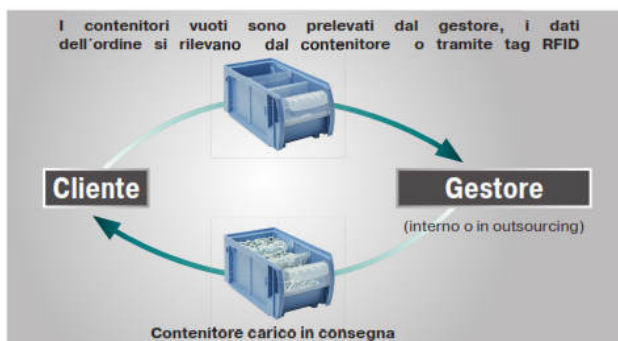 I contenitori vuoti sono prelevati dal gestore, i dati
dell´ordine si rilevano dal contenitore o tramite tag RFID
Cliente
Gestore
(interno o in outsourcing)
Contenitore carico in consegna